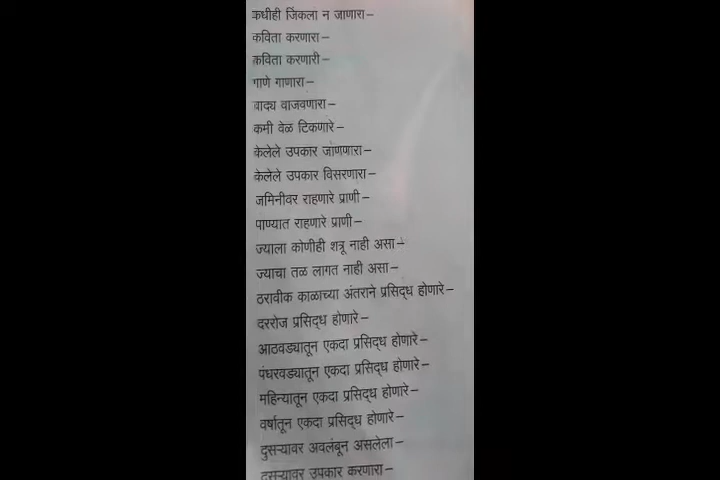 कधीही जिंकला न जाणारा–
कविता करणारा–
कविता करणारी–
गाणे गाणारा–
वाद्य वाजवणारा–
कमी वेळ टिकणारे–
केलेले उपकार जाणणारा–
केलेले उपकार विसरणारा–
जमिनीवर राहणारे प्राणी–
पाण्यात राहणारे प्राणी–
ज्याला कोणीही शत्रू नाही असा–
ज्याचा तळ लागत नाही असा–
ठरावीक काळाच्या अंतराने प्रसिद्ध होणारे–
दररोज प्रसिद्ध होणारे–
आठवड्यातून एकदा प्रसिद्ध होणारे–
पंधरवड्यातून एकदा प्रसिद्ध होणारे–
महिन्यातून एकदा प्रसिद्ध होणारे–
वर्षातून एकदा प्रसिद्ध होणारे–
दुसऱ्यावर अवलंबून असलेला–
दुसऱ्यावर उपकार करणारा–